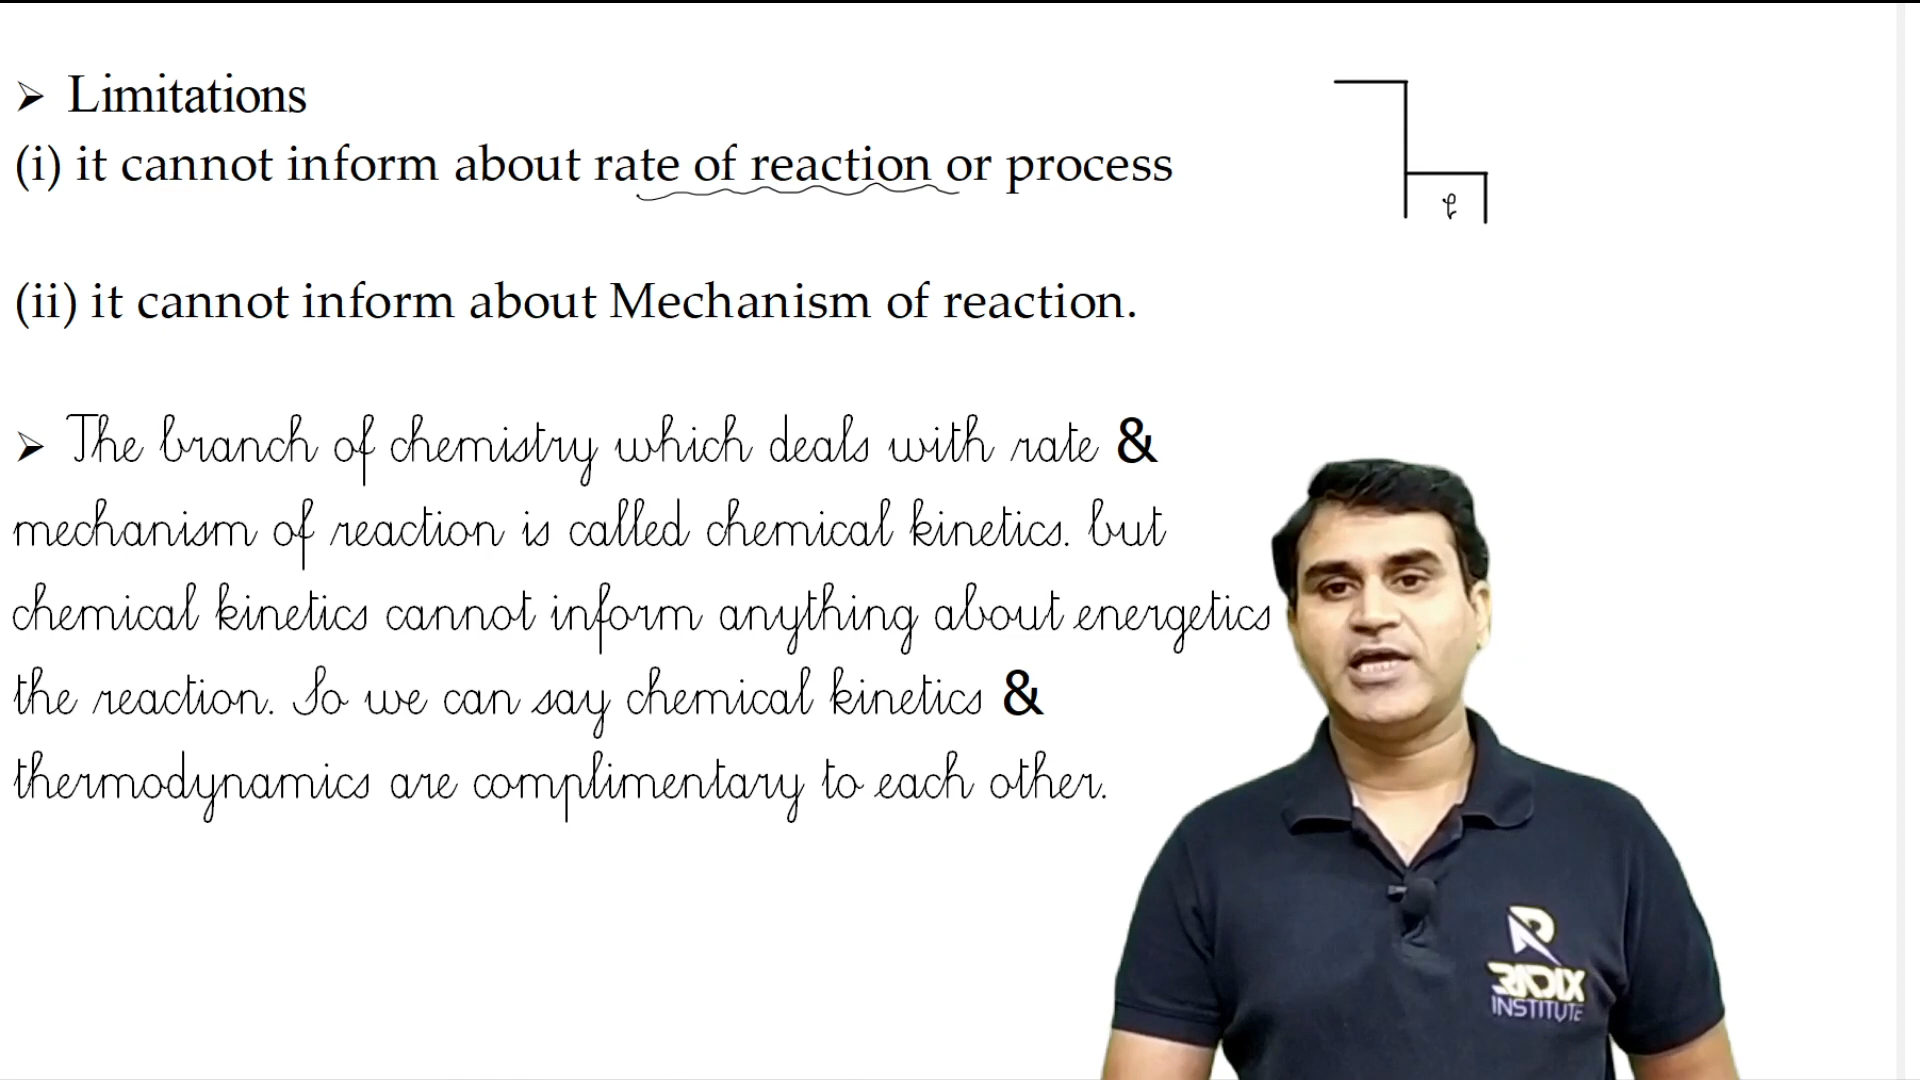 ➢ Limitations
(i) it cannot inform about rate of reaction or process
(ii) it cannot inform about Mechanism of reaction.
➢ The branch of chemistry which deals with rate &
mechanism of reaction is called chemical kinetics. but
chemical kinetics cannot inform anything about energetics
the reaction. So we can say chemical kinetics &
thermodynamics are complimentary to each other.
RADIX
INSTITUTE